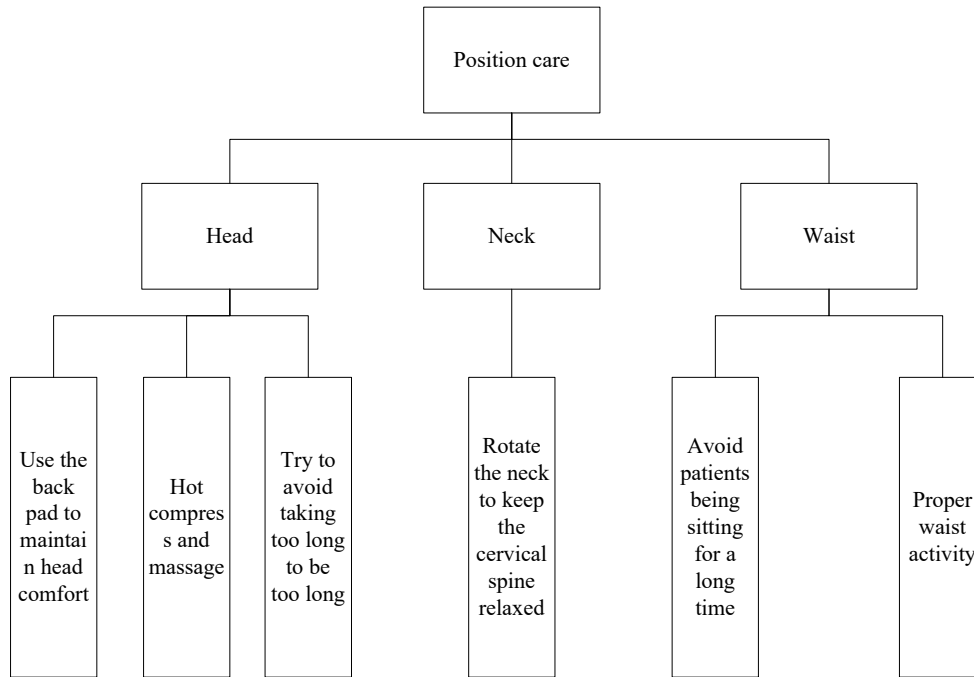 Position care
Head
Neck
Waist
Use the
back
pad to
maintai
n head
comfort
Hot
compres
s and
massage
Try to
avoid
taking
too long
to be
too long
Rotate
the neck
to keep
the
cervical
spine
relaxed
Avoid
patients
being
sitting
for a
long
time
Proper
waist
activity